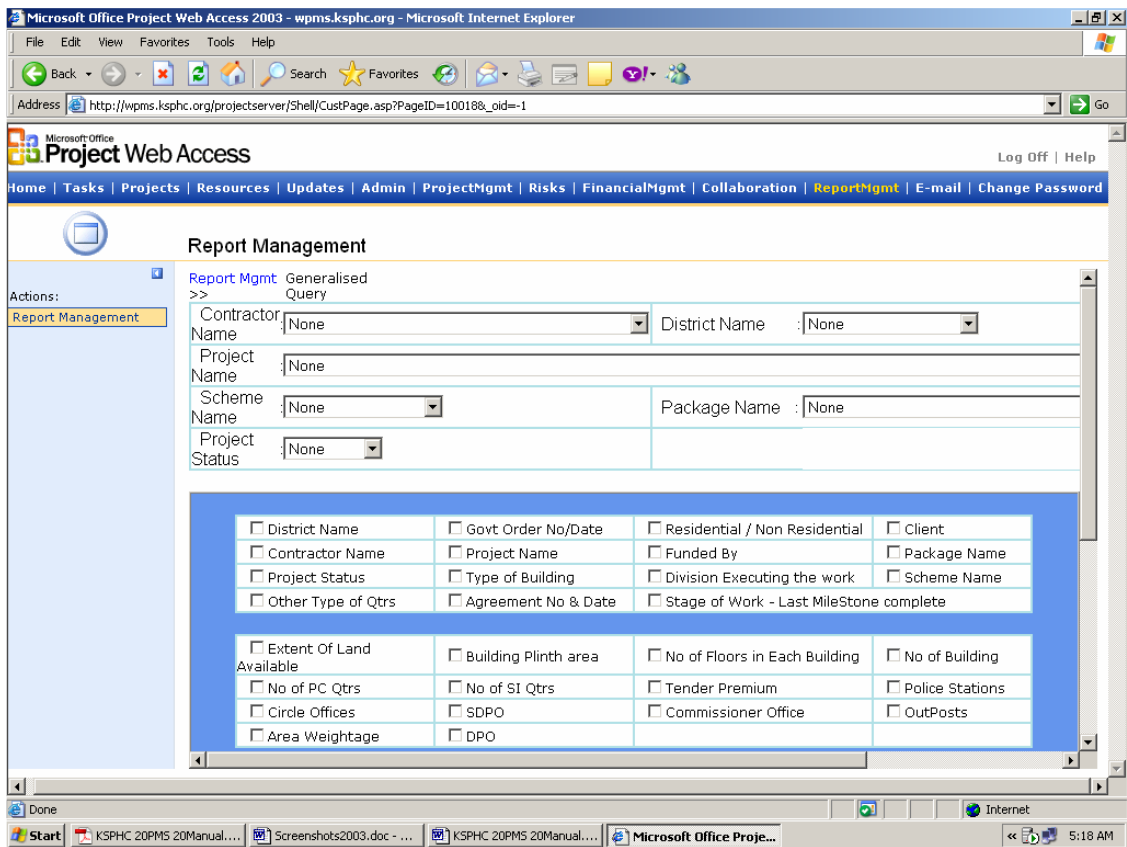 Microsoft Office Project Web Access 2003 - wpms.ksphc.org - Microsoft Internet Explorer
File Edit View Favorites Tools Help
Back Search Favorites
Address http://wpms.ksphc.org/projectserver/Shell/CustPage.asp?PageID=10018&_oid=-1 Go
Microsoft Office
Project Web Access
Log Off | Help
Home | Tasks | Projects | Resources | Updates | Admin | ProjectMgmt | Risks | FinancialMgmt | Collaboration | ReportMgmt | E-mail | Change Password
Report Management
Actions:
Report Management
Report Mgmt Generalised
>> Query
Contractor
Name : None District Name : None
Project
Name : None
Scheme
Name : None Package Name : None
Project
Status : None
District Name Govt Order No/Date Residential / Non Residential Client
Contractor Name Project Name Funded By Package Name
Project Status Type of Building Division Executing the work Scheme Name
Other Type of Qtrs Agreement No & Date Stage of Work - Last MileStone complete
Extent Of Land
Available Building Plinth area No of Floors in Each Building No of Building
No of PC Qtrs No of SI Qtrs Tender Premium Police Stations
Circle Offices SDPO Commissioner Office OutPosts
Area Weightage DPO
Done Internet
Start KSPHC 20PMS 20Manual.... Screenshots2003.doc - ... KSPHC 20PMS 20Manual.... Microsoft Office Proje... « 5:18 AM